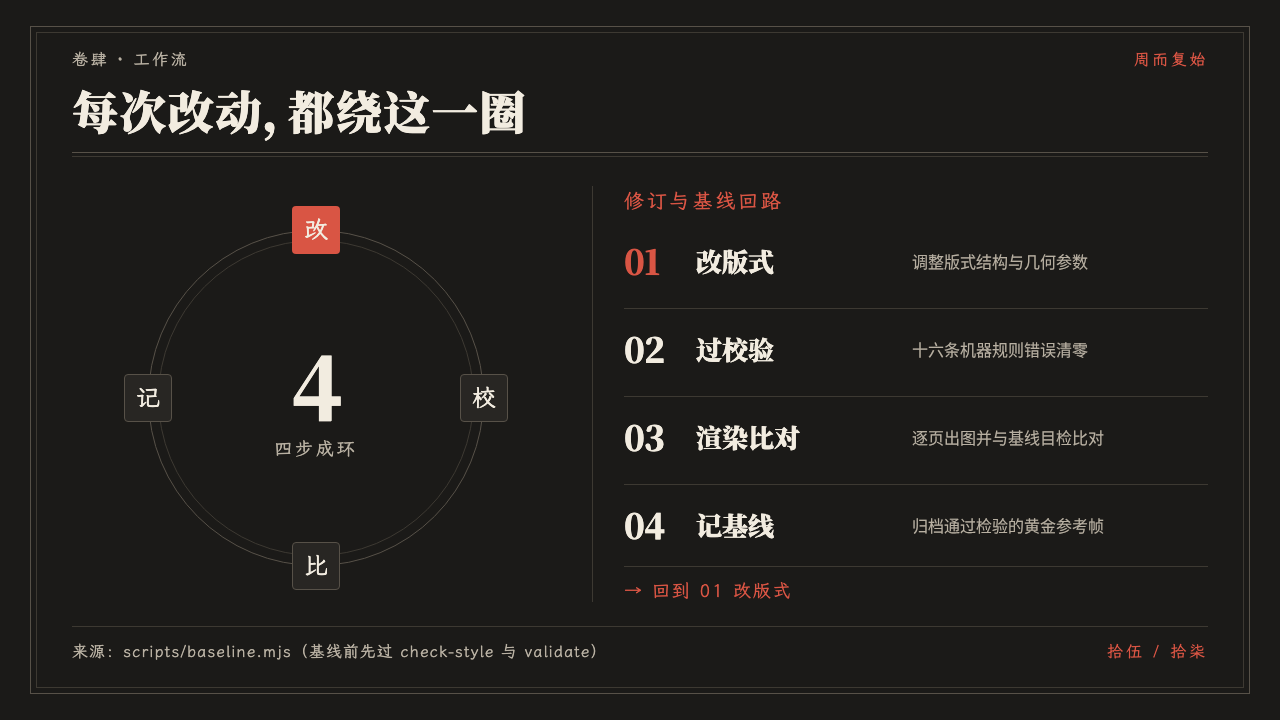 卷肆 · 工作流
周而复始
每次改动, 都绕这一圈
改
记
校
4
四步成环
比
修订与基线回路
01 改版式 调整版式结构与几何参数
02 过校验 十六条机器规则错误清零
03 渲染比对 逐页出图并与基线目检比对
04 记基线 归档通过检验的黄金参考帧
→ 回到 01 改版式
来源: scripts/baseline.mjs（基线前先过 check-style 与 validate）
拾伍 / 拾柒